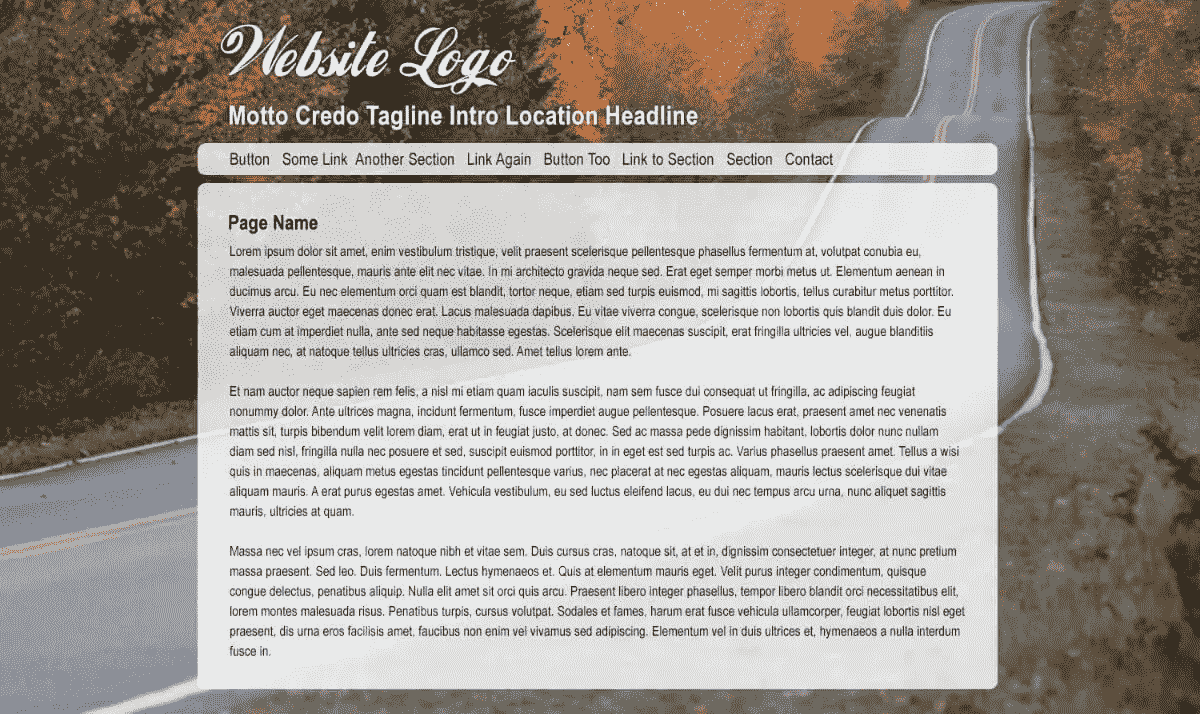 Website Logo
Motto Credo Tagline Intro Location Headline
Button Some Link Another Section Link Again Button Too Link to Section Section Contact
Page Name
Lorem ipsum dolor sit amet, enim vestibulum tristique, velit praesent scelerisque pellentesque phasellus fermentum at, volutpat conubia eu,
malesuada pellentesque, mauris ante elit nec vitae. In mi architecto gravida neque sed. Erat eget semper morbi metus ut. Elementum aenean in
ducimus arcu. Eu nec elementum orci quam est blandit, tortor neque, etiam sed turpis euismod, mi sagittis lobortis, tellus curabitur metus porttitor.
Viverra auctor eget maecenas donec erat. Lacus malesuada dapibus. Eu vitae viverra congue, scelerisque non lobortis quis blandit duis dolor. Eu
etiam cum at imperdiet nulla, ante sed neque habitasse egestas. Scelerisque elit maecenas suscipit, erat fringilla ultricies vel, augue blanditiis
aliquam nec, at natoque tellus ultricies cras, ullamco sed. Amet tellus lorem ante.
Et nam auctor neque sapien rem felis, a nisl mi etiam quam iaculis suscipit, nam sem fusce dui consequat ut fringilla, ac adipiscing feugiat
nonummy dolor. Ante ultrices magna, incidunt fermentum, fusce imperdiet augue pellentesque. Posuere lacus erat, praesent amet nec venenatis
mattis sit, turpis bibendum velit lorem diam, erat ut in feugiat justo, at donec. Sed ac massa pede dignissim habitant, lobortis dolor nunc nullam
diam sed nisl, fringilla nulla nec posuere et sed, suscipit euismod porttitor, in in eget est sed turpis ac. Varius phasellus praesent amet. Tellus a wisi
quis in maecenas, aliquam metus egestas tincidunt pellentesque varius, nec placerat at nec egestas aliquam, mauris lectus scelerisque dui vitae
aliquam mauris. A erat purus egestas amet. Vehicula vestibulum, eu sed luctus eleifend lacus, eu dui nec tempus arcu urna, nunc aliquet sagittis
mauris, ultricies at quam.
Massa nec vel ipsum cras, lorem natoque nibh et vitae sem. Duis cursus cras, natoque sit, at et in, dignissim consectetuer integer, at nunc pretium
massa praesent. Sed leo. Duis fermentum. Lectus hymenaeos et. Quis at elementum mauris eget. Velit purus integer condimentum, quisque
congue delectus, penatibus aliquip. Nulla elit amet sit orci quis arcu. Praesent libero integer phasellus, tempor libero blandit orci necessitatibus elit,
lorem montes malesuada risus. Penatibus turpis, cursus volutpat. Sodales et fames, harum erat fusce vehicula ullamcorper, feugiat lobortis nisl eget
praesent, dis urna eros facilisis amet, faucibus non enim vel vivamus sed adipiscing. Elementum vel in duis ultrices et, hymenaeos a nulla interdum
fusce in.